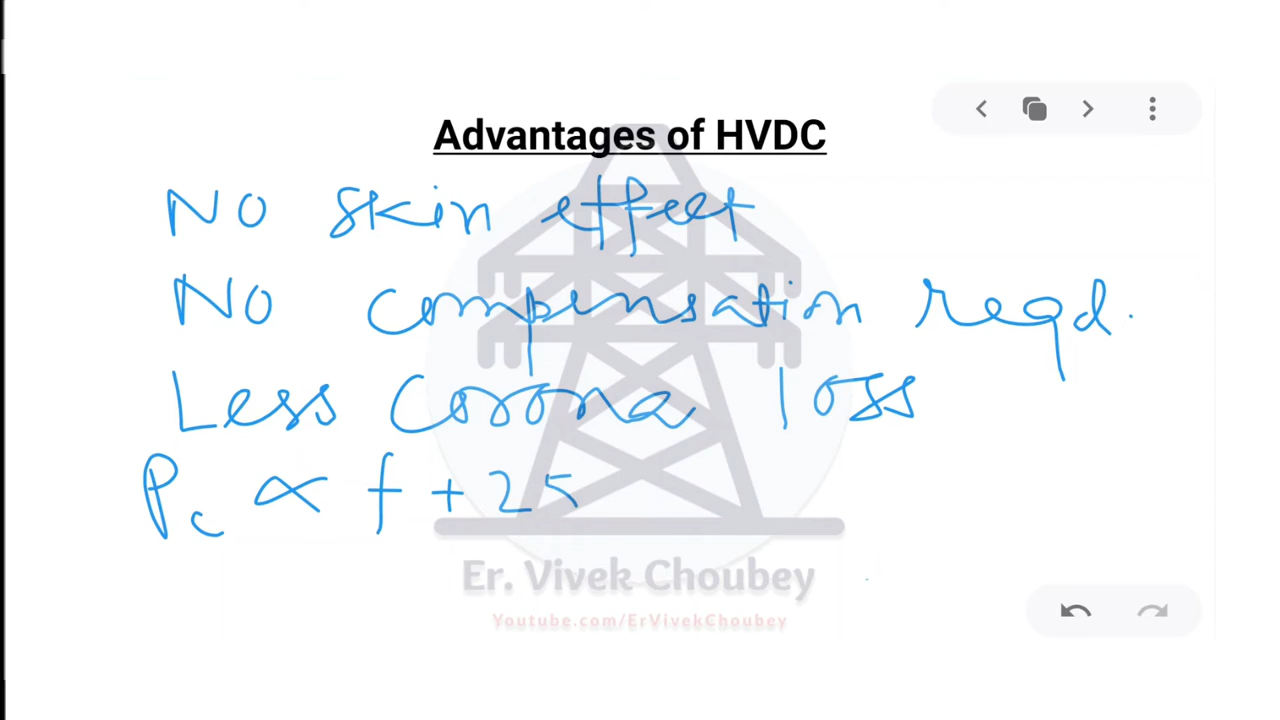 Advantages of HVDC
No skin effect
No compensation reqd.
Less Corona loss
Pc ∝ f + 25
Er. Vivek Choubey
Youtube.com/ErVivekChoubey